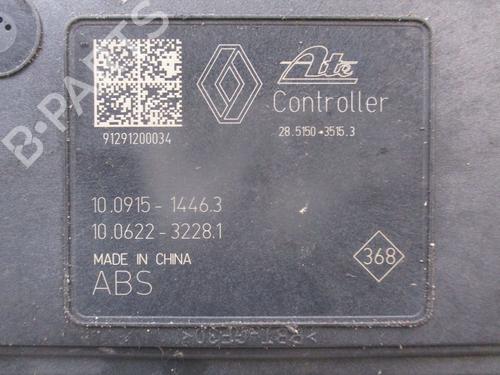 B-PARTS
Ate
Controller
28.5150-3515.3
91291200034
10.0915-1446.3
10.0622-3228.1
MADE IN CHINA
ABS
368